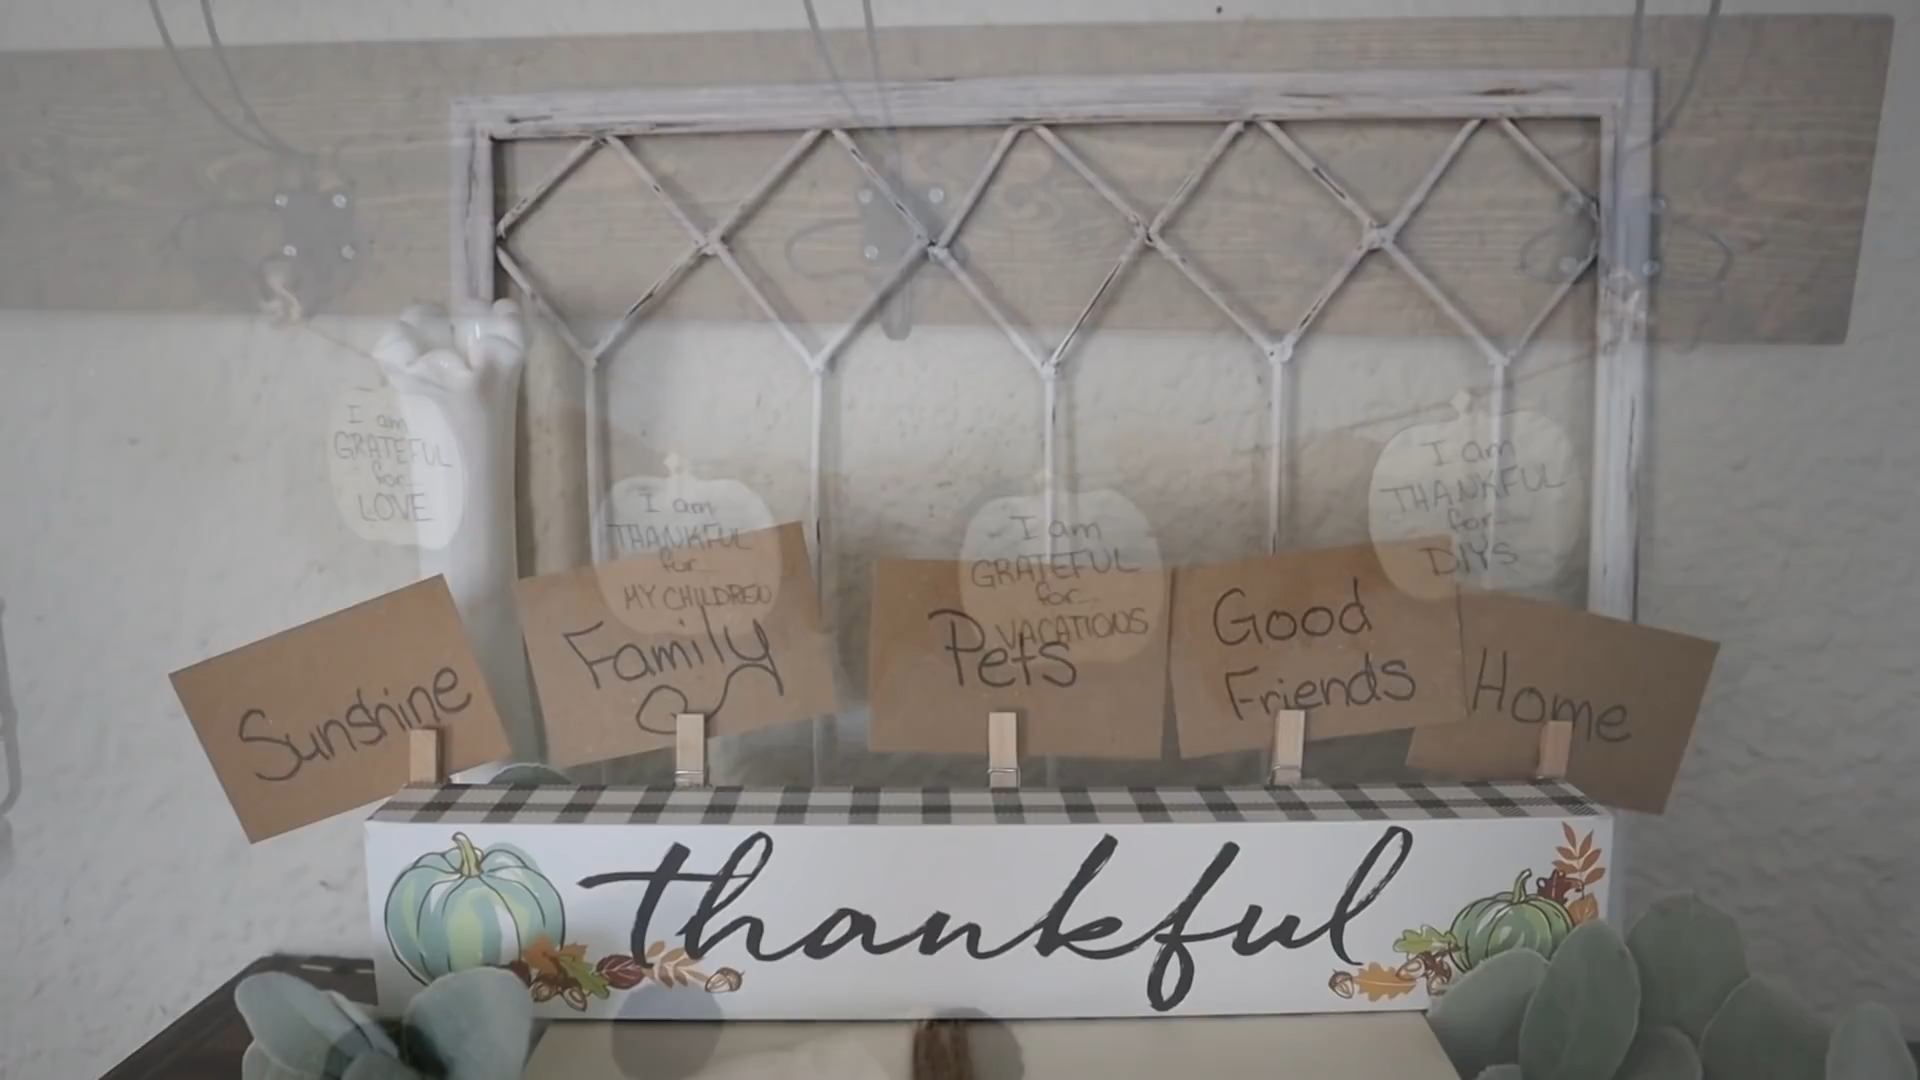 I am
GRATEFUL
for...
LOVE
I am
THANKFUL
for...
MY CHILDREN
I am
GRATEFUL
for...
VACATIONS
I am
THANKFUL
for...
DIYS
Sunshine
Family
Pets
Good
Friends
Home
thankful